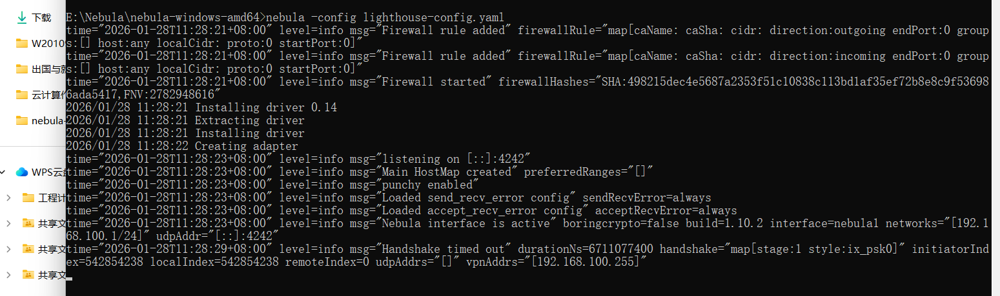 下载
W2010
出国与就
云计算作
nebula-
WPS云盘
工程计
共享文
共享文
共享文
E:\Nebula\nebula-windows-amd64>nebula -config lighthouse-config.yaml
time="2026-01-28T11:28:21+08:00" level=info msg="Firewall rule added" firewallRule="map[caName: caSha: cidr: direction:outgoing endPort:0 group
s:[] host:any localCidr: proto:0 startPort:0]"
time="2026-01-28T11:28:21+08:00" level=info msg="Firewall rule added" firewallRule="map[caName: caSha: cidr: direction:incoming endPort:0 group
s:[] host:any localCidr: proto:0 startPort:0]"
time="2026-01-28T11:28:21+08:00" level=info msg="Firewall started" firewallHashes="SHA:498215dec4e5687a2353f51c10838c113bd1af35ef72b8e8c9f53698
6ada5417,FNV:2782948616"
2026/01/28 11:28:21 Installing driver 0.14
2026/01/28 11:28:21 Extracting driver
2026/01/28 11:28:21 Installing driver
2026/01/28 11:28:22 Creating adapter
time="2026-01-28T11:28:23+08:00" level=info msg="listening on [::]:4242"
time="2026-01-28T11:28:23+08:00" level=info msg="Main HostMap created" preferredRanges="[]"
time="2026-01-28T11:28:23+08:00" level=info msg="punchy enabled"
time="2026-01-28T11:28:23+08:00" level=info msg="Loaded send_recv_error config" sendRecvError=always
time="2026-01-28T11:28:23+08:00" level=info msg="Loaded accept_recv_error config" acceptRecvError=always
time="2026-01-28T11:28:23+08:00" level=info msg="Nebula interface is active" boringcrypto=false build=1.10.2 interface=nebula1 networks="[192.1
68.100.1/24]" udpAddr="[::]:4242"
time="2026-01-28T11:28:29+08:00" level=info msg="Handshake timed out" durationNs=6711077400 handshake="map[stage:1 style:ix_psk0]" initiatorInd
ex=542854238 localIndex=542854238 remoteIndex=0 udpAddrs="[]" vpnAddrs="[192.168.100.255]"